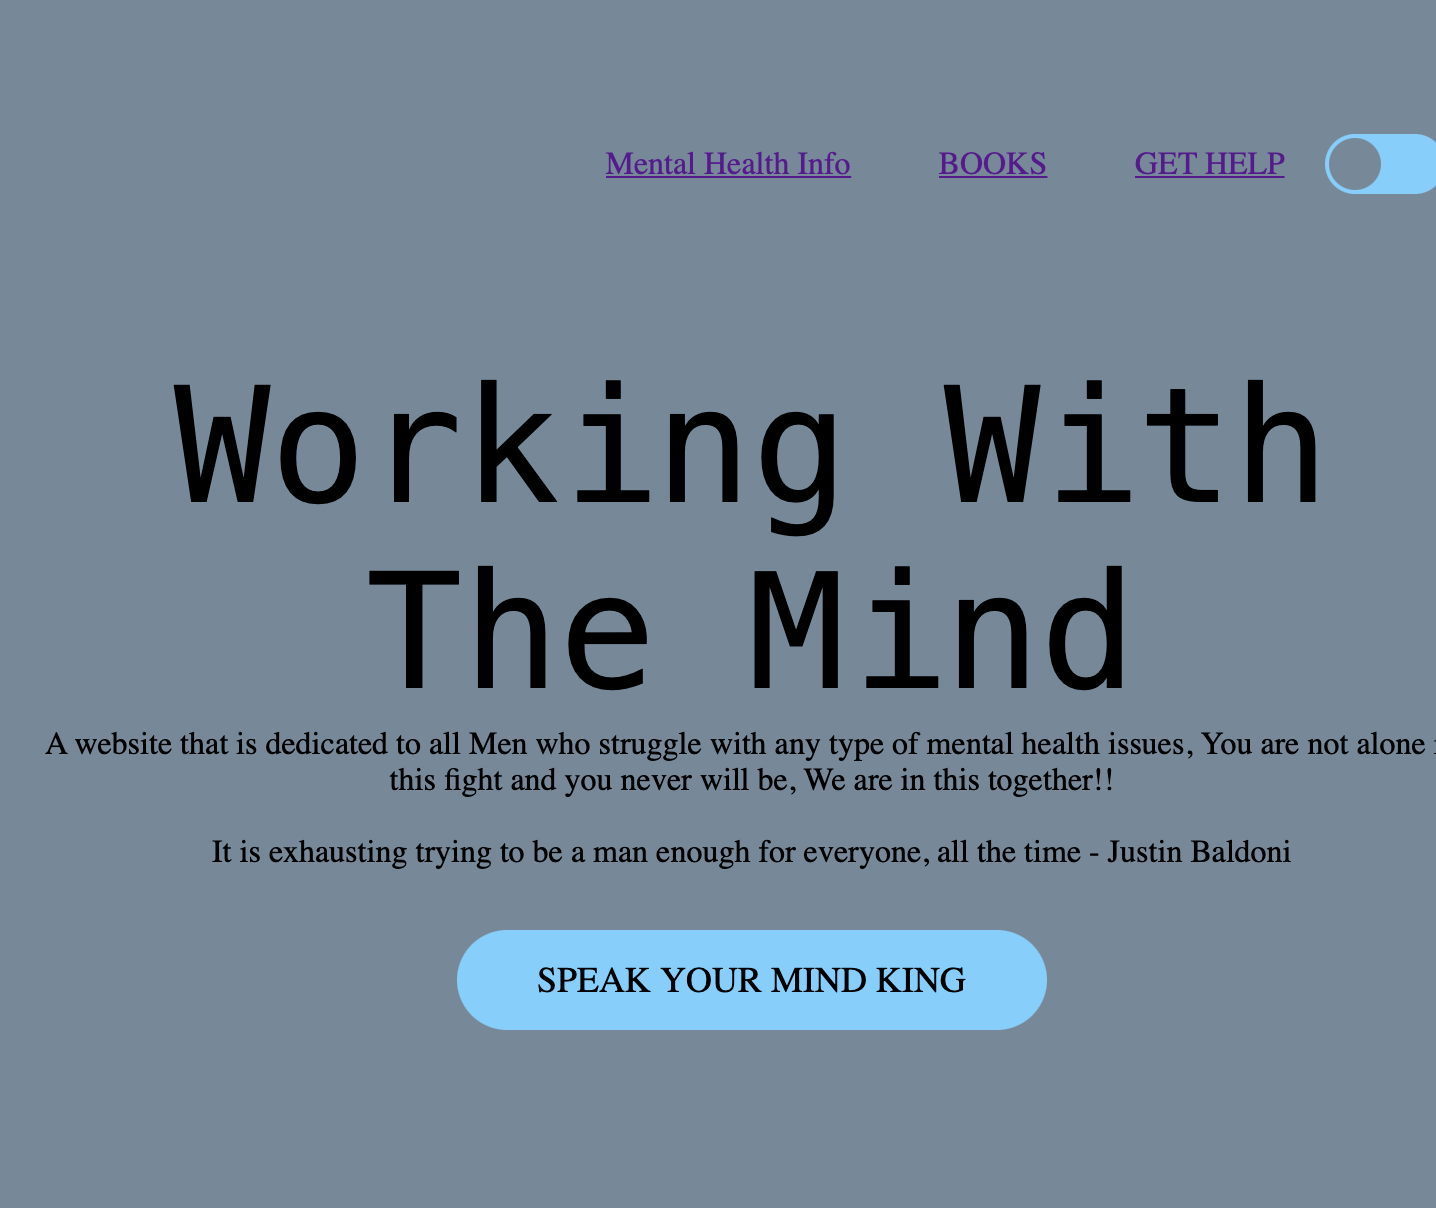 Mental Health Info BOOKS GET HELP
Working With
The Mind
A website that is dedicated to all Men who struggle with any type of mental health issues, You are not alone
this fight and you never will be, We are in this together!!
It is exhausting trying to be a man enough for everyone, all the time - Justin Baldoni
SPEAK YOUR MIND KING